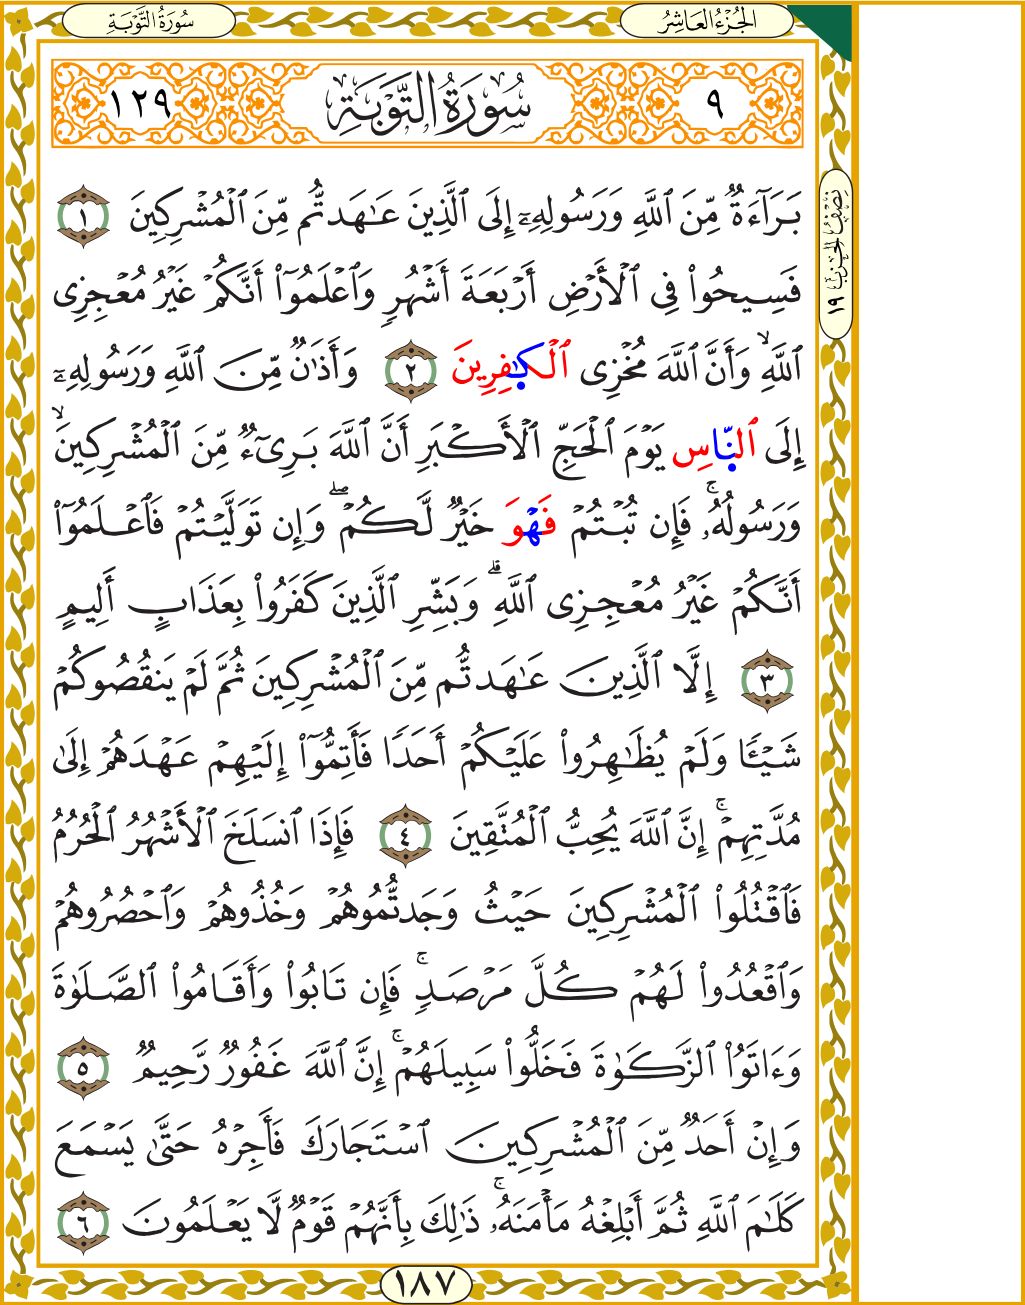 سُورَةُ التَّوْبَةِ
الجُزْءُ العَاشِرُ
١٢٩ سُورَةُ التَّوْبَةِ ٩
نِصْفُ الحِزْبِ ١٩
بَرَآءَةٌ مِّنَ ٱللَّهِ وَرَسُولِهِۦٓ إِلَى ٱلَّذِينَ عَـٰهَدتُّم مِّنَ ٱلْمُشْرِكِينَ ١
فَسِيحُوا۟ فِى ٱلْأَرْضِ أَرْبَعَةَ أَشْهُرٍ وَٱعْلَمُوٓا۟ أَنَّكُمْ غَيْرُ مُعْجِزِى
ٱللَّهِ ۙ وَأَنَّ ٱللَّهَ مُخْزِى ٱلْكَـٰفِرِينَ ٢ وَأَذَٰنٌ مِّنَ ٱللَّهِ وَرَسُولِهِۦٓ
إِلَى ٱلنَّاسِ يَوْمَ ٱلْحَجِّ ٱلْأَكْبَرِ أَنَّ ٱللَّهَ بَرِىٓءٌ مِّنَ ٱلْمُشْرِكِينَ ۙ
وَرَسُولُهُۥ ۚ فَإِن تُبْتُمْ فَهُوَ خَيْرٌ لَّكُمْ ۖ وَإِن تَوَلَّيْتُمْ فَٱعْلَمُوٓا۟
أَنَّكُمْ غَيْرُ مُعْجِزِى ٱللَّهِ ۗ وَبَشِّرِ ٱلَّذِينَ كَفَرُوا۟ بِعَذَابٍ أَلِيمٍ
٣ إِلَّا ٱلَّذِينَ عَـٰهَدتُّم مِّنَ ٱلْمُشْرِكِينَ ثُمَّ لَمْ يَنقُصُوكُمْ
شَيْـًٔا وَلَمْ يُظَـٰهِرُوا۟ عَلَيْكُمْ أَحَدًا فَأَتِمُّوٓا۟ إِلَيْهِمْ عَهْدَهُمْ إِلَىٰ
مُدَّتِهِمْ ۚ إِنَّ ٱللَّهَ يُحِبُّ ٱلْمُتَّقِينَ ٤ فَإِذَا ٱنسَلَخَ ٱلْأَشْهُرُ ٱلْحُرُمُ
فَٱقْتُلُوا۟ ٱلْمُشْرِكِينَ حَيْثُ وَجَدتُّمُوهُمْ وَخُذُوهُمْ وَٱحْصُرُوهُمْ
وَٱقْعُدُوا۟ لَهُمْ كُلَّ مَرْصَدٍ ۚ فَإِن تَابُوا۟ وَأَقَامُوا۟ ٱلصَّلَوٰةَ
وَءَاتَوُا۟ ٱلزَّكَوٰةَ فَخَلُّوا۟ سَبِيلَهُمْ ۚ إِنَّ ٱللَّهَ غَفُورٌ رَّحِيمٌ ٥
وَإِنْ أَحَدٌ مِّنَ ٱلْمُشْرِكِينَ ٱسْتَجَارَكَ فَأَجِرْهُ حَتَّىٰ يَسْمَعَ
كَلَـٰمَ ٱللَّهِ ثُمَّ أَبْلِغْهُ مَأْمَنَهُۥ ۚ ذَٰلِكَ بِأَنَّهُمْ قَوْمٌ لَّا يَعْلَمُونَ ٦
١٨٧